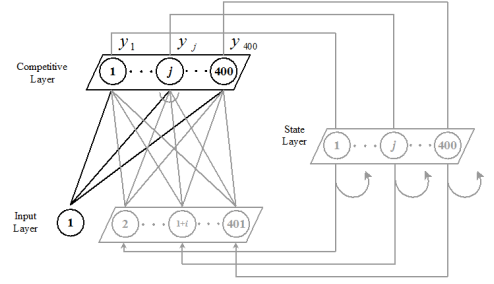 y1 yj y400
Competitive
Layer
1 ··· j ··· 400
State
Layer
1 ··· j ··· 400
Input
Layer
1
2 ··· 1+i ··· 401